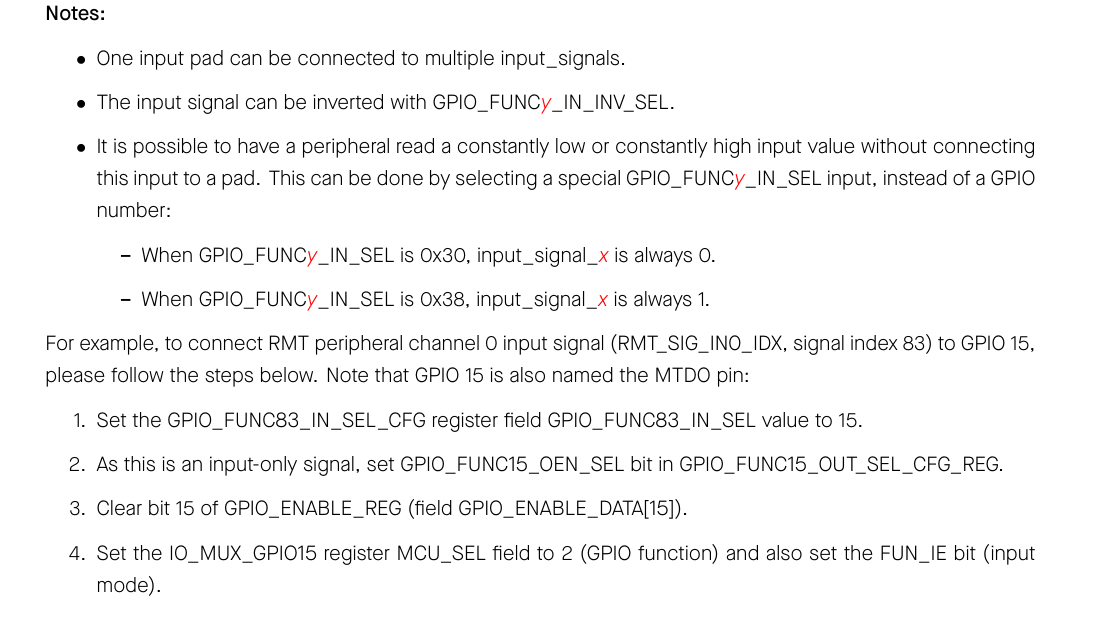 Notes:
• One input pad can be connected to multiple input_signals.
• The input signal can be inverted with GPIO_FUNCy_IN_INV_SEL.
• It is possible to have a peripheral read a constantly low or constantly high input value without connecting
this input to a pad. This can be done by selecting a special GPIO_FUNCy_IN_SEL input, instead of a GPIO
number:
– When GPIO_FUNCy_IN_SEL is 0x30, input_signal_x is always 0.
– When GPIO_FUNCy_IN_SEL is 0x38, input_signal_x is always 1.
For example, to connect RMT peripheral channel 0 input signal (RMT_SIG_IN0_IDX, signal index 83) to GPIO 15,
please follow the steps below. Note that GPIO 15 is also named the MTDO pin:
1. Set the GPIO_FUNC83_IN_SEL_CFG register field GPIO_FUNC83_IN_SEL value to 15.
2. As this is an input-only signal, set GPIO_FUNC15_OEN_SEL bit in GPIO_FUNC15_OUT_SEL_CFG_REG.
3. Clear bit 15 of GPIO_ENABLE_REG (field GPIO_ENABLE_DATA[15]).
4. Set the IO_MUX_GPIO15 register MCU_SEL field to 2 (GPIO function) and also set the FUN_IE bit (input
mode).